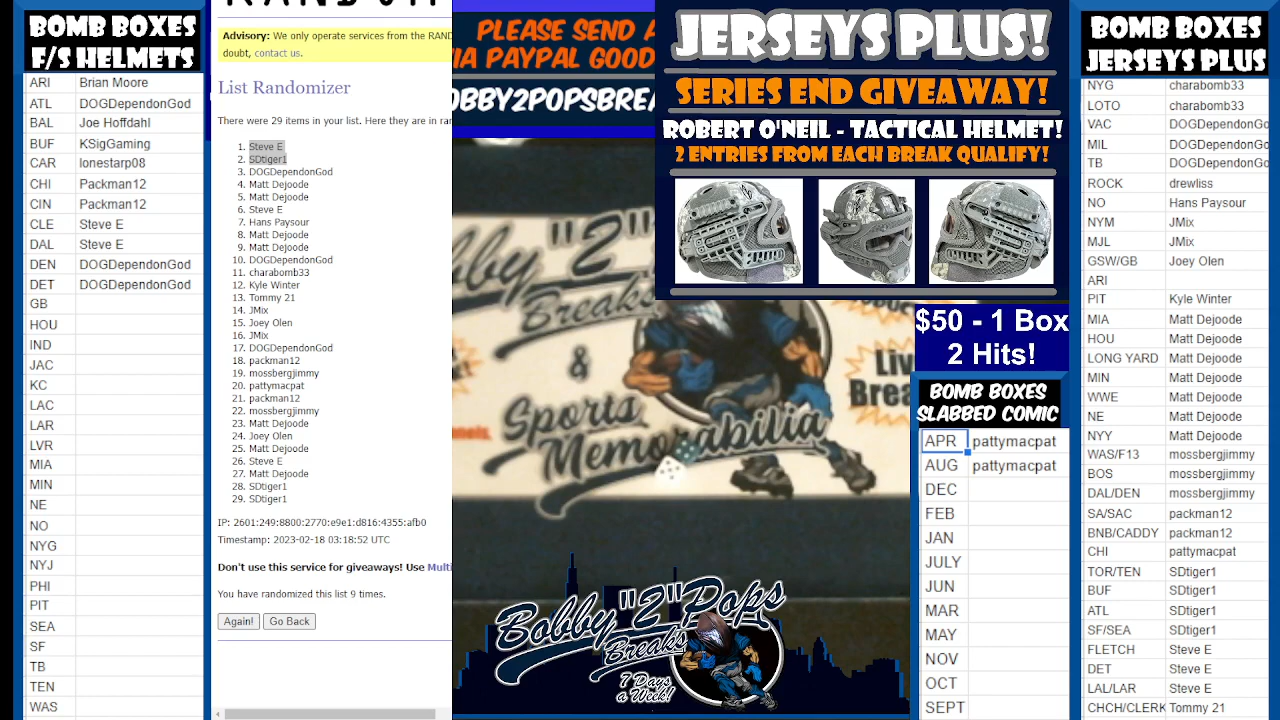 BOMB BOXES
F/S HELMETS
ARI Brian Moore
ATL DOGDependonGod
BAL Joe Hoffdahl
BUF KSigGaming
CAR lonestarp08
CHI Packman12
CIN Packman12
CLE Steve E
DAL Steve E
DEN DOGDependonGod
DET DOGDependonGod
GB
HOU
IND
JAC
KC
LAC
LAR
LVR
MIA
MIN
NE
NO
NYG
NYJ
PHI
PIT
SEA
SF
TB
TEN
WAS
Advisory: We only operate services from the RAND
doubt, contact us.
List Randomizer
There were 29 items in your list. Here they are in ran
1. Steve E
2. SDtiger1
3. DOGDependonGod
4. Matt Dejoode
5. Matt Dejoode
6. Steve E
7. Hans Paysour
8. Matt Dejoode
9. Matt Dejoode
10. DOGDependonGod
11. charabomb33
12. Kyle Winter
13. Tommy 21
14. JMix
15. Joey Olen
16. JMix
17. DOGDependonGod
18. packman12
19. mossbergjimmy
20. pattymacpat
21. packman12
22. mossbergjimmy
23. Matt Dejoode
24. Joey Olen
25. Matt Dejoode
26. Steve E
27. Matt Dejoode
28. SDtiger1
29. SDtiger1
IP: 2601:249:8800:2770:e9e1:d816:4355:afb0
Timestamp: 2023-02-18 03:18:52 UTC
Don't use this service for giveaways! Use Multi
You have randomized this list 9 times.
Again! Go Back
PLEASE SEND A
VIA PAYPAL GOOD
OBBY2POPSBREA
Bobby "2"
Breaks
&
Sports
Memorabilia
Liv
Brea
Bobby "2" Pops
Breaks
7 Days
a Week!
JERSEYS PLUS!
SERIES END GIVEAWAY!
ROBERT O'NEIL - TACTICAL HELMET!
2 ENTRIES FROM EACH BREAK QUALIFY!
$50 - 1 Box
2 Hits!
BOMB BOXES
SLABBED COMIC
APR pattymacpat
AUG pattymacpat
DEC
FEB
JAN
JULY
JUN
MAR
MAY
NOV
OCT
SEPT
BOMB BOXES
JERSEYS PLUS
NYG charabomb33
LOTO charabomb33
VAC DOGDependonGod
MIL DOGDependonGod
TB DOGDependonGod
ROCK drewliss
NO Hans Paysour
NYM JMix
MJL JMix
GSW/GB Joey Olen
ARI
PIT Kyle Winter
MIA Matt Dejoode
HOU Matt Dejoode
LONG YARD Matt Dejoode
MIN Matt Dejoode
WWE Matt Dejoode
NE Matt Dejoode
NYY Matt Dejoode
WAS/F13 mossbergjimmy
BOS mossbergjimmy
DAL/DEN mossbergjimmy
SA/SAC packman12
BNB/CADDY packman12
CHI pattymacpat
TOR/TEN SDtiger1
BUF SDtiger1
ATL SDtiger1
SF/SEA SDtiger1
FLETCH Steve E
DET Steve E
LAL/LAR Steve E
CHCH/CLERK Tommy 21